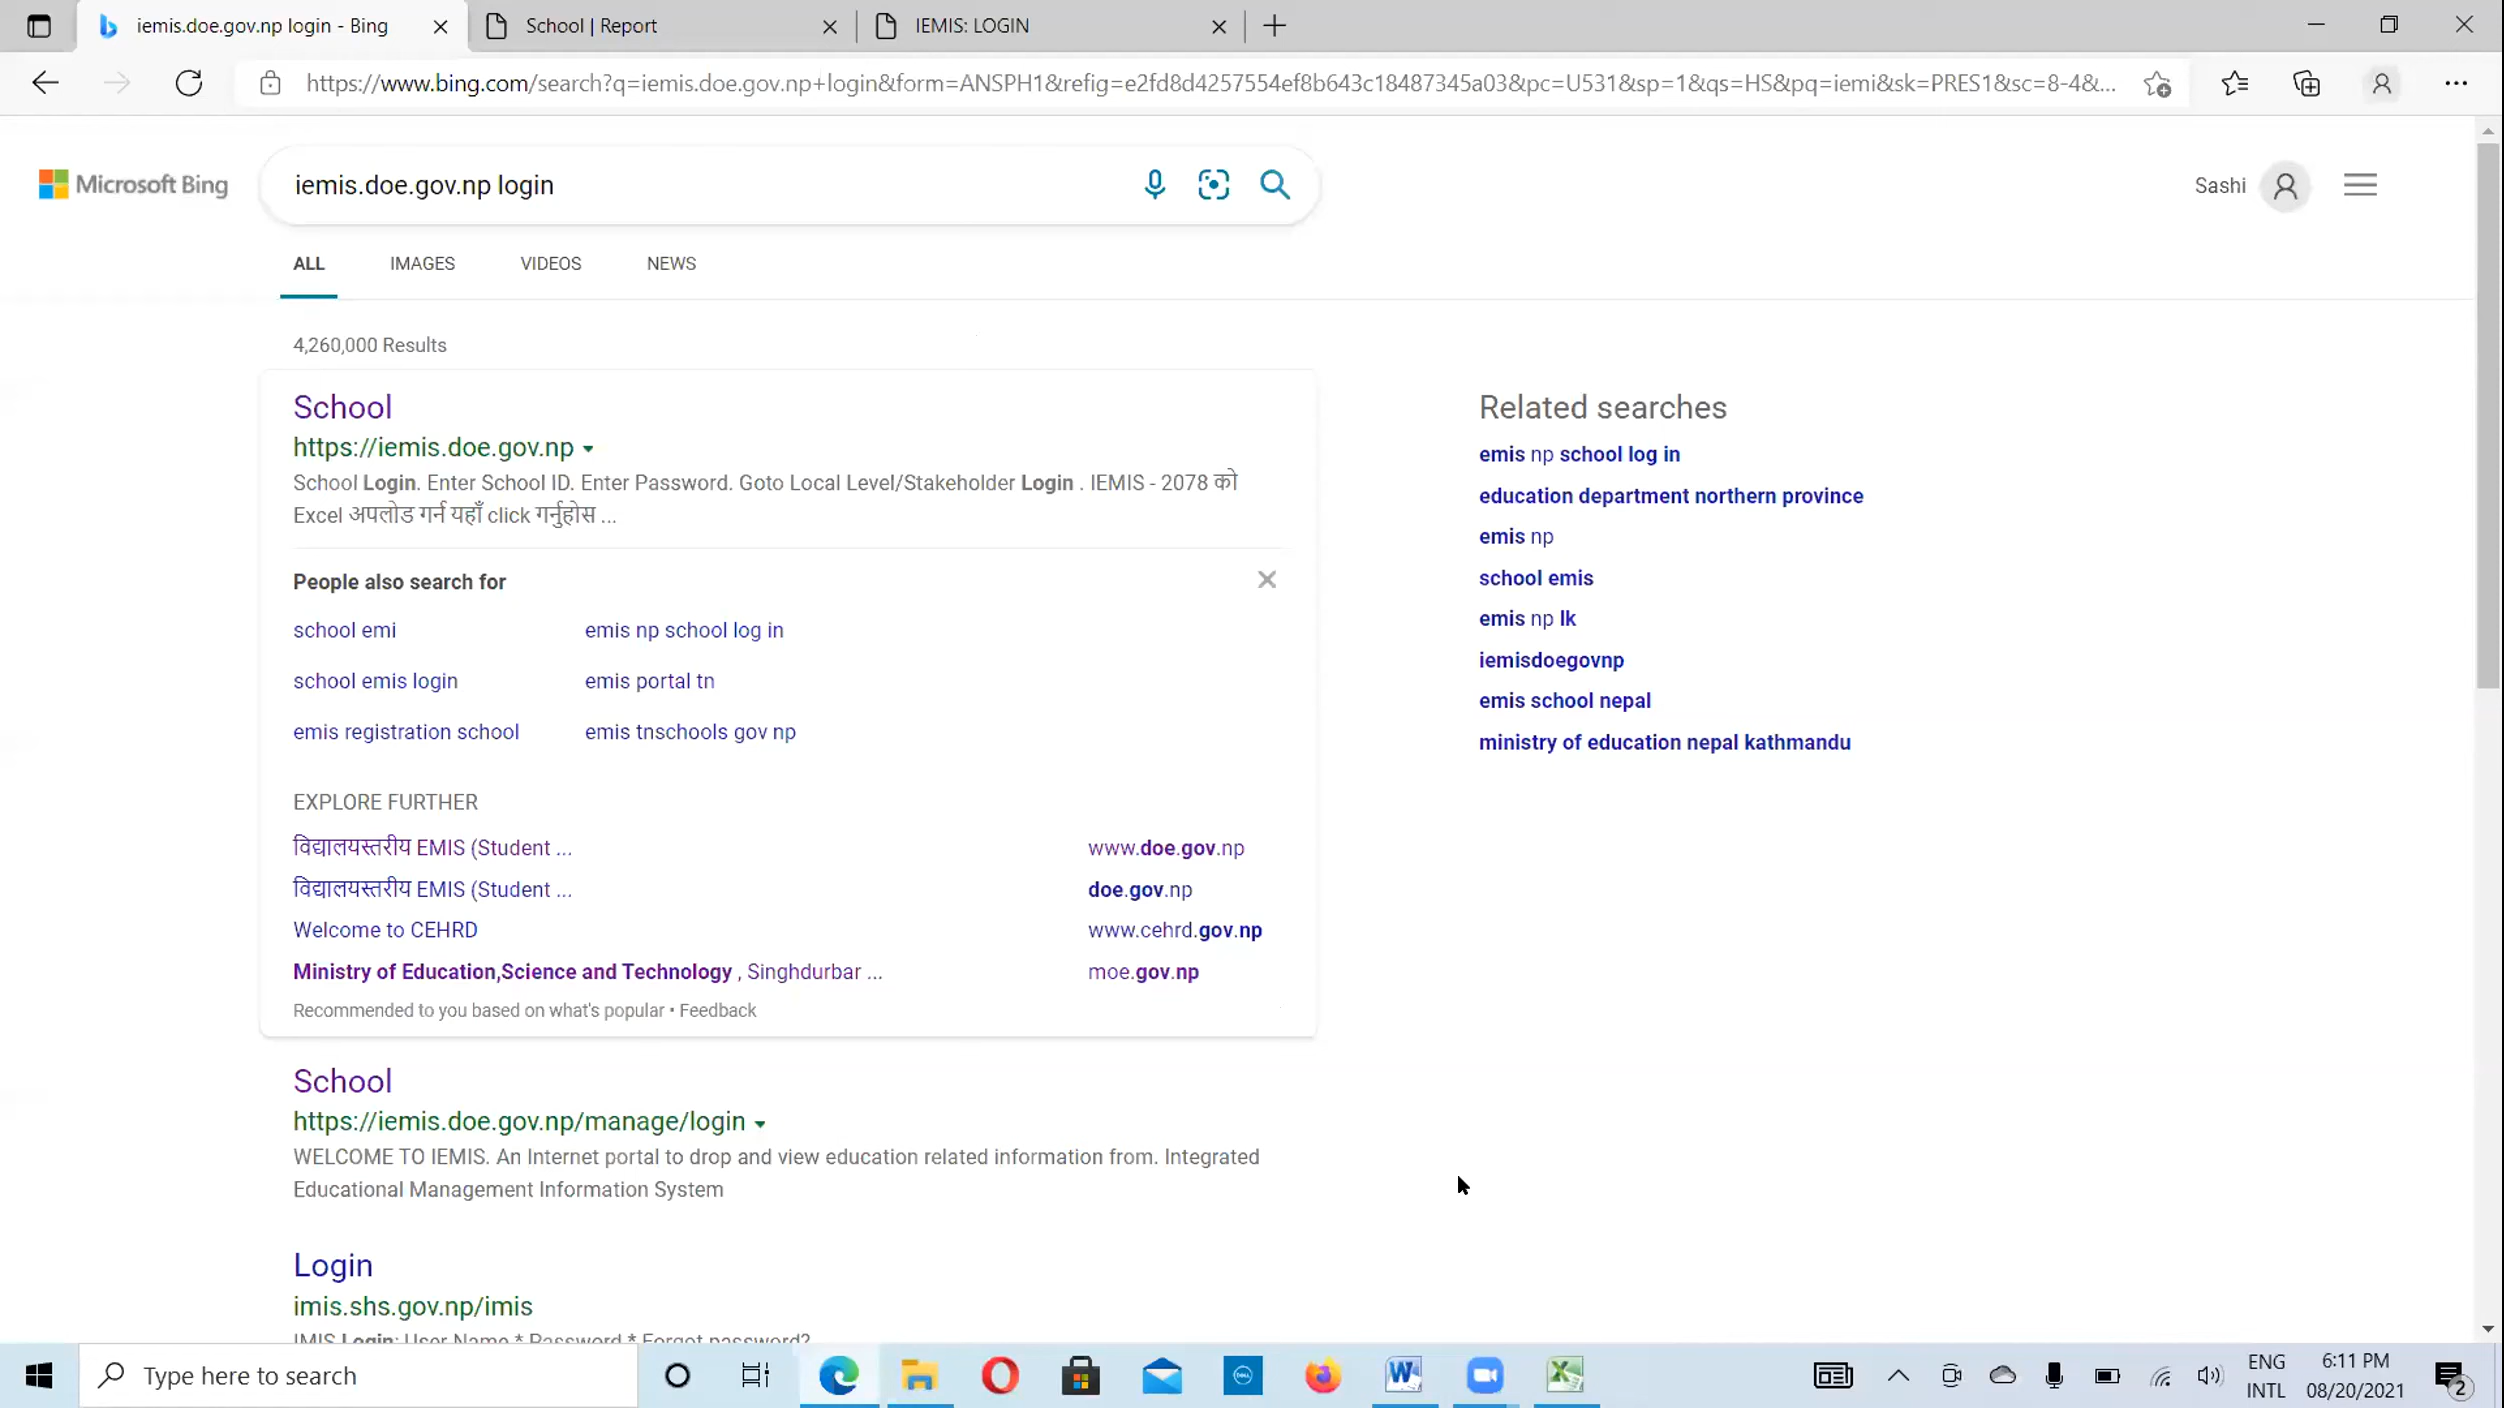 iemis.doe.gov.np login - Bing
School | Report
IEMIS: LOGIN
https://www.bing.com/search?q=iemis.doe.gov.np+login&form=ANSPH1&refig=e2fd8d4257554ef8b643c18487345a03&pc=U531&sp=1&qs=HS&pq=iemi&sk=PRES1&sc=8-4&...
Microsoft Bing
iemis.doe.gov.np login
Sashi
ALL
IMAGES
VIDEOS
NEWS
4,260,000 Results
School
https://iemis.doe.gov.np
School Login. Enter School ID. Enter Password. Goto Local Level/Stakeholder Login . IEMIS - 2078 को
Excel अपलोड गर्न यहाँ click गर्नुहोस ...
People also search for
school emi
emis np school log in
school emis login
emis portal tn
emis registration school
emis tnschools gov np
EXPLORE FURTHER
विद्यालयस्तरीय EMIS (Student ...
www.doe.gov.np
विद्यालयस्तरीय EMIS (Student ...
doe.gov.np
Welcome to CEHRD
www.cehrd.gov.np
Ministry of Education,Science and Technology , Singhdurbar ...
moe.gov.np
Recommended to you based on what's popular • Feedback
School
https://iemis.doe.gov.np/manage/login
WELCOME TO IEMIS. An Internet portal to drop and view education related information from. Integrated
Educational Management Information System
Login
imis.shs.gov.np/imis
IMIS Login: User Name * Password * Forgot password?
Related searches
emis np school log in
education department northern province
emis np
school emis
emis np lk
iemisdoegovnp
emis school nepal
ministry of education nepal kathmandu
Type here to search
DELL
ENG
INTL
6:11 PM
08/20/2021
2